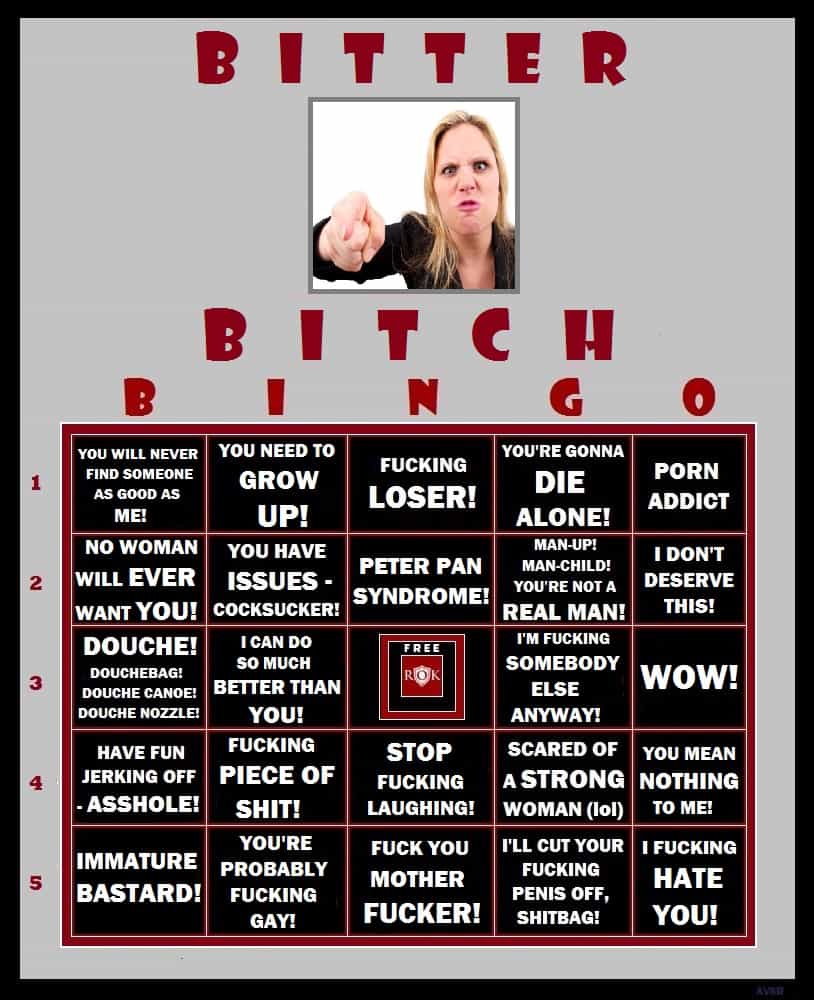 BITTER
BITCH
B I N G O
1
YOU WILL NEVER
FIND SOMEONE
AS GOOD AS
ME!
YOU NEED TO
GROW
UP!
FUCKING
LOSER!
YOU'RE GONNA
DIE
ALONE!
PORN
ADDICT
2
NO WOMAN
WILL EVER
WANT YOU!
YOU HAVE
ISSUES -
COCKSUCKER!
PETER PAN
SYNDROME!
MAN-UP!
MAN-CHILD!
YOU'RE NOT A
REAL MAN!
I DON'T
DESERVE
THIS!
3
DOUCHE!
DOUCHEBAG!
DOUCHE CANOE!
DOUCHE NOZZLE!
I CAN DO
SO MUCH
BETTER THAN
YOU!
FREE
ROK
I'M FUCKING
SOMEBODY
ELSE
ANYWAY!
WOW!
4
HAVE FUN
JERKING OFF
- ASSHOLE!
FUCKING
PIECE OF
SHIT!
STOP
FUCKING
LAUGHING!
SCARED OF
A STRONG
WOMAN (lol)
YOU MEAN
NOTHING
TO ME!
5
IMMATURE
BASTARD!
YOU'RE
PROBABLY
FUCKING
GAY!
FUCK YOU
MOTHER
FUCKER!
I'LL CUT YOUR
FUCKING
PENIS OFF,
SHITBAG!
I FUCKING
HATE
YOU!